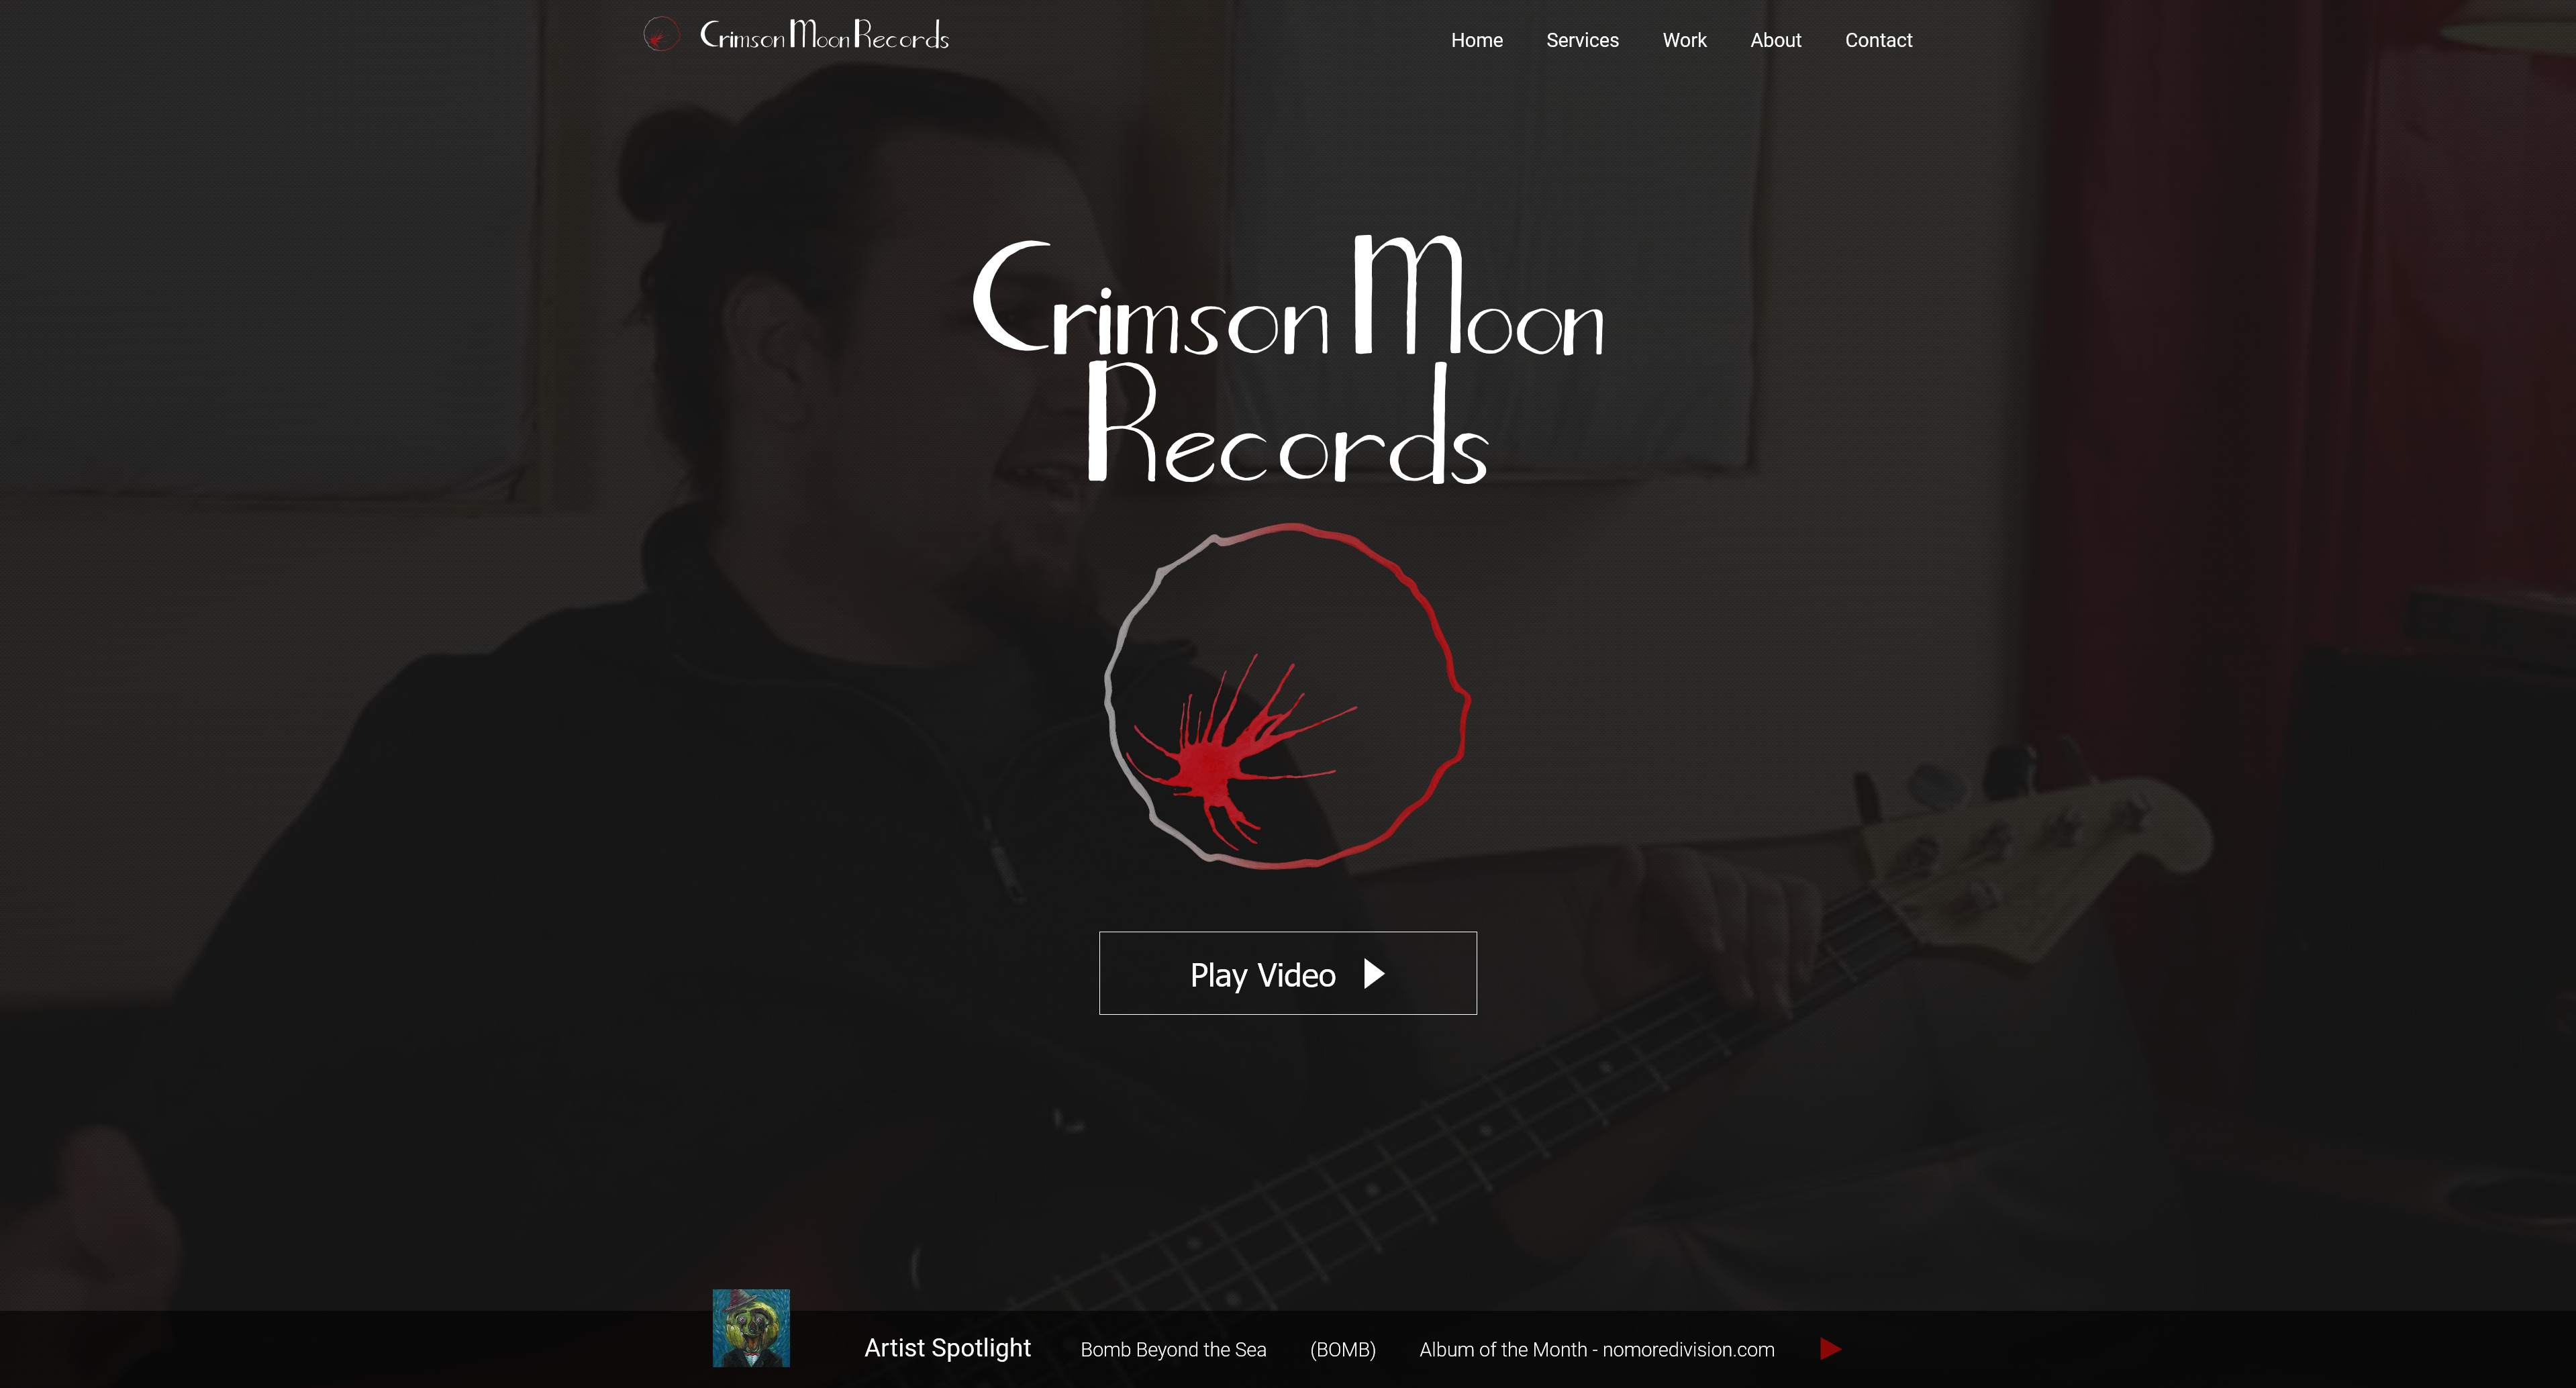 Crimson Moon Records
Home Services Work About Contact
Crimson Moon
Records
Play Video
Artist Spotlight Bomb Beyond the Sea (BOMB) Album of the Month - nomoredivision.com